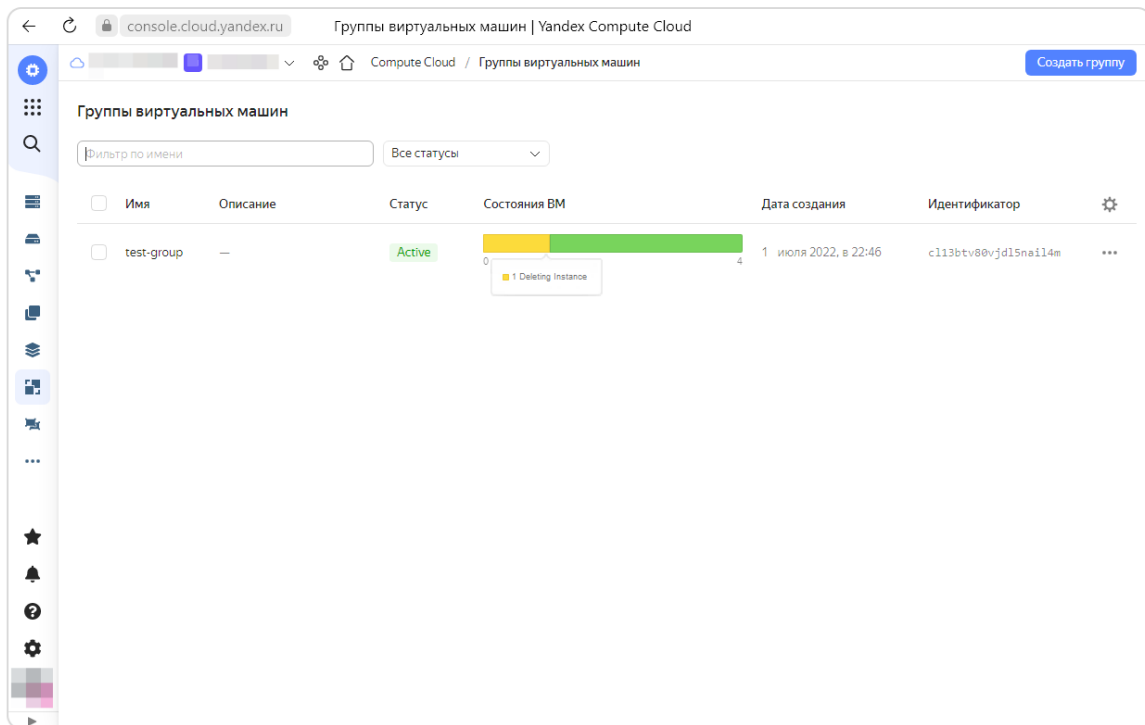 console.cloud.yandex.ru Группы виртуальных машин | Yandex Compute Cloud
Compute Cloud / Группы виртуальных машин Создать группу
Группы виртуальных машин
Фильтр по имени Все статусы
Имя Описание Статус Состояния ВМ Дата создания Идентификатор
test-group — Active 1 июля 2022, в 22:46 cl13btv80vjdl5nail4m
0 4
1 Deleting Instance